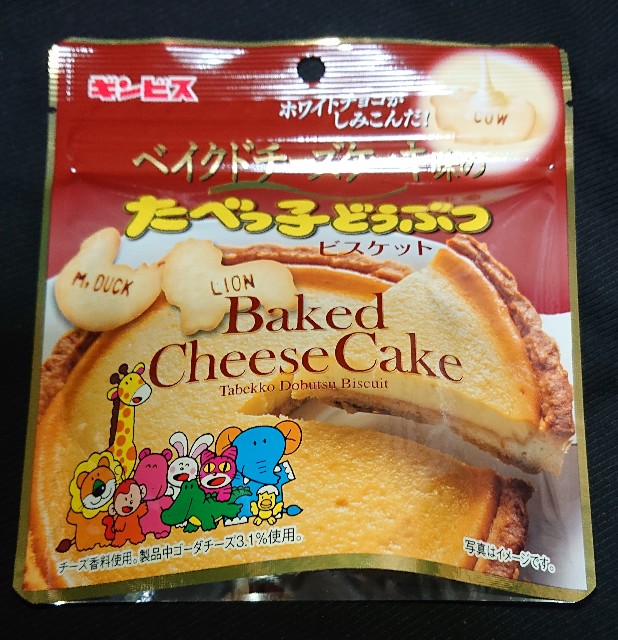 ギンビス
ホワイトチョコが
しみこんだ!
COW
ベイクドチーズケーキ味の
たべっ子どうぶつ
ビスケット
M, DUCK
LION
Baked
Cheese Cake
Tabekko Dobutsu Biscuit
チーズ香料使用。製品中ゴーダチーズ3.1%使用。
写真はイメージです。